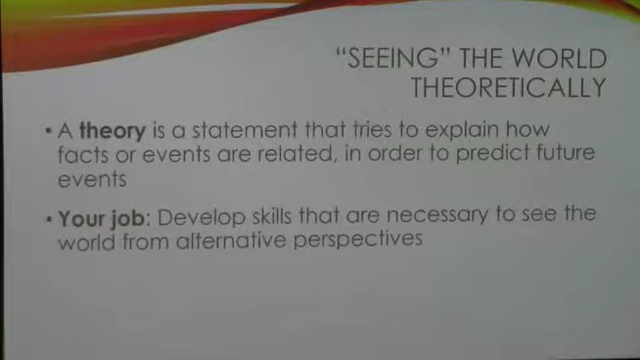 “SEEING” THE WORLD
THEORETICALLY
• A theory is a statement that tries to explain how
facts or events are related, in order to predict future
events
• Your job: Develop skills that are necessary to see the
world from alternative perspectives